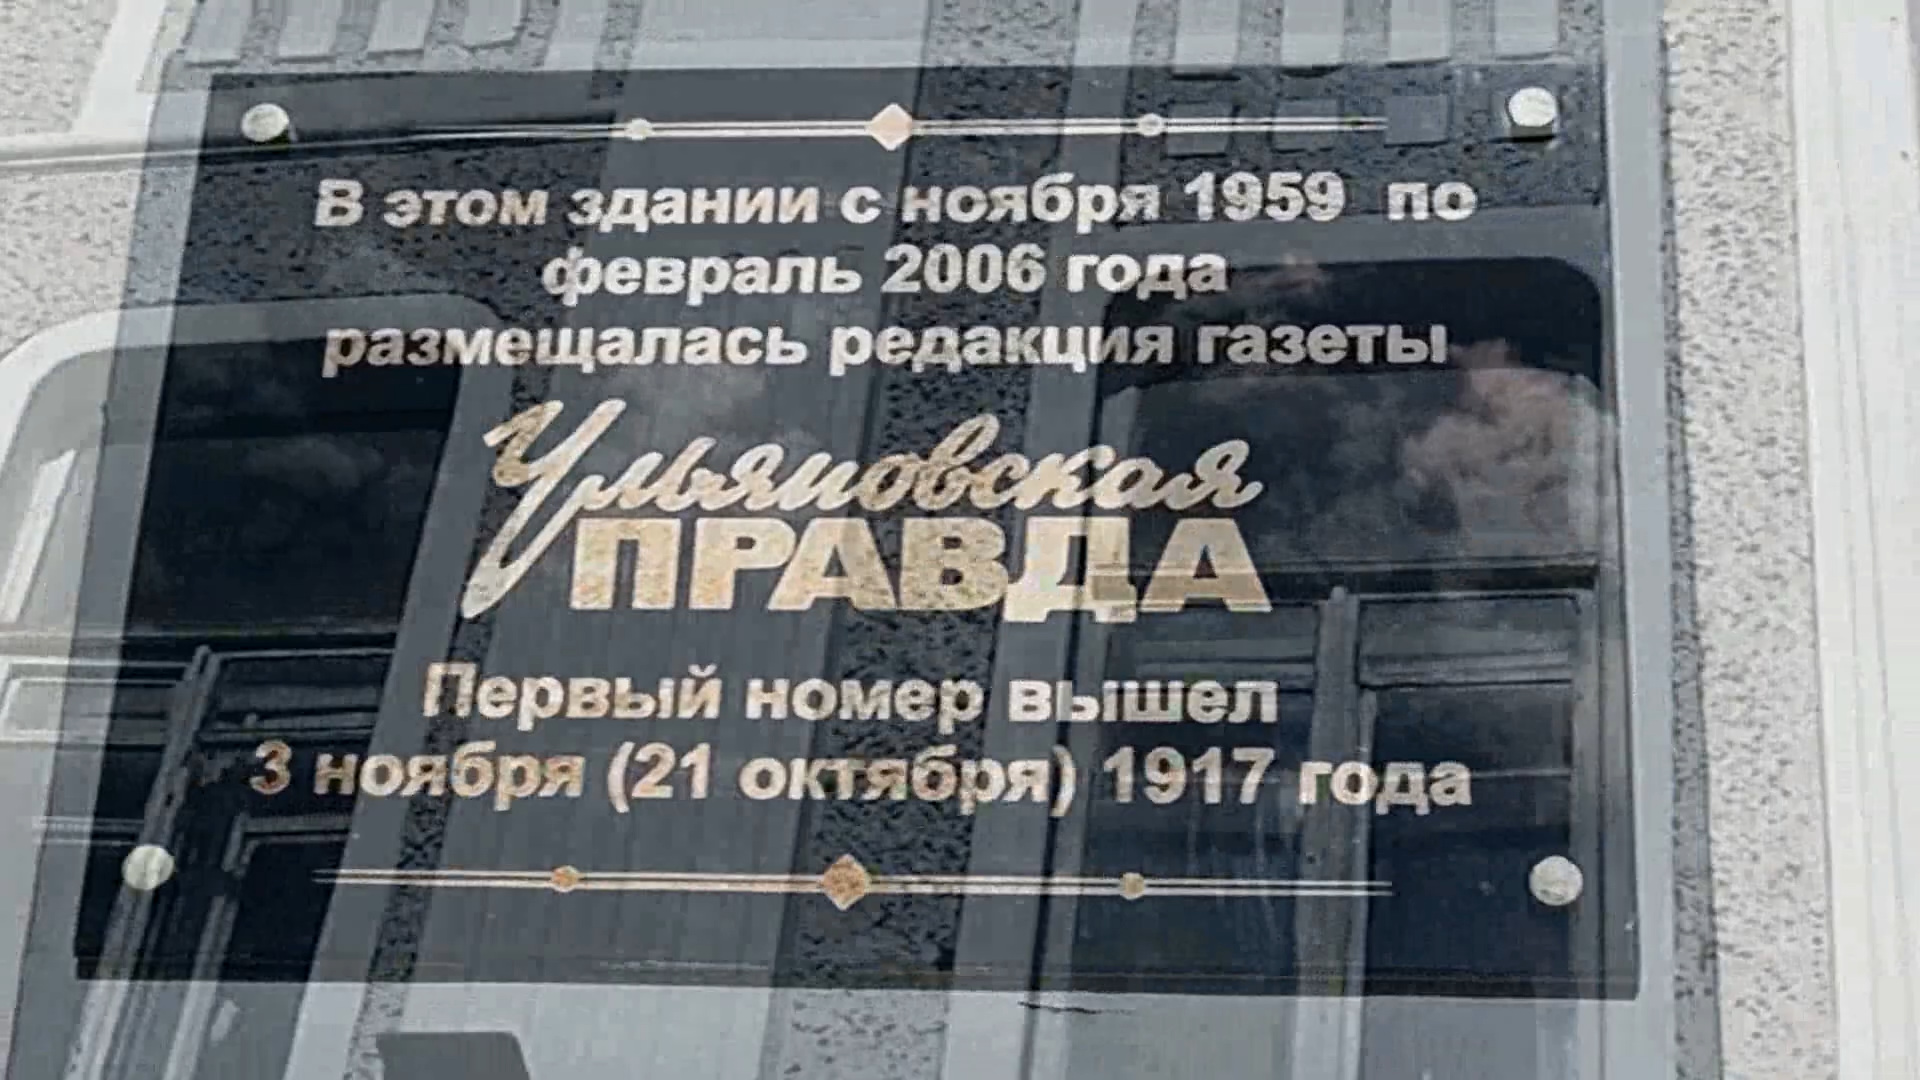 В этом здании с ноября 1959 по
февраль 2006 года
размещалась редакция газеты
Ульяновская
ПРАВДА
Первый номер вышел
3 ноября (21 октября) 1917 года